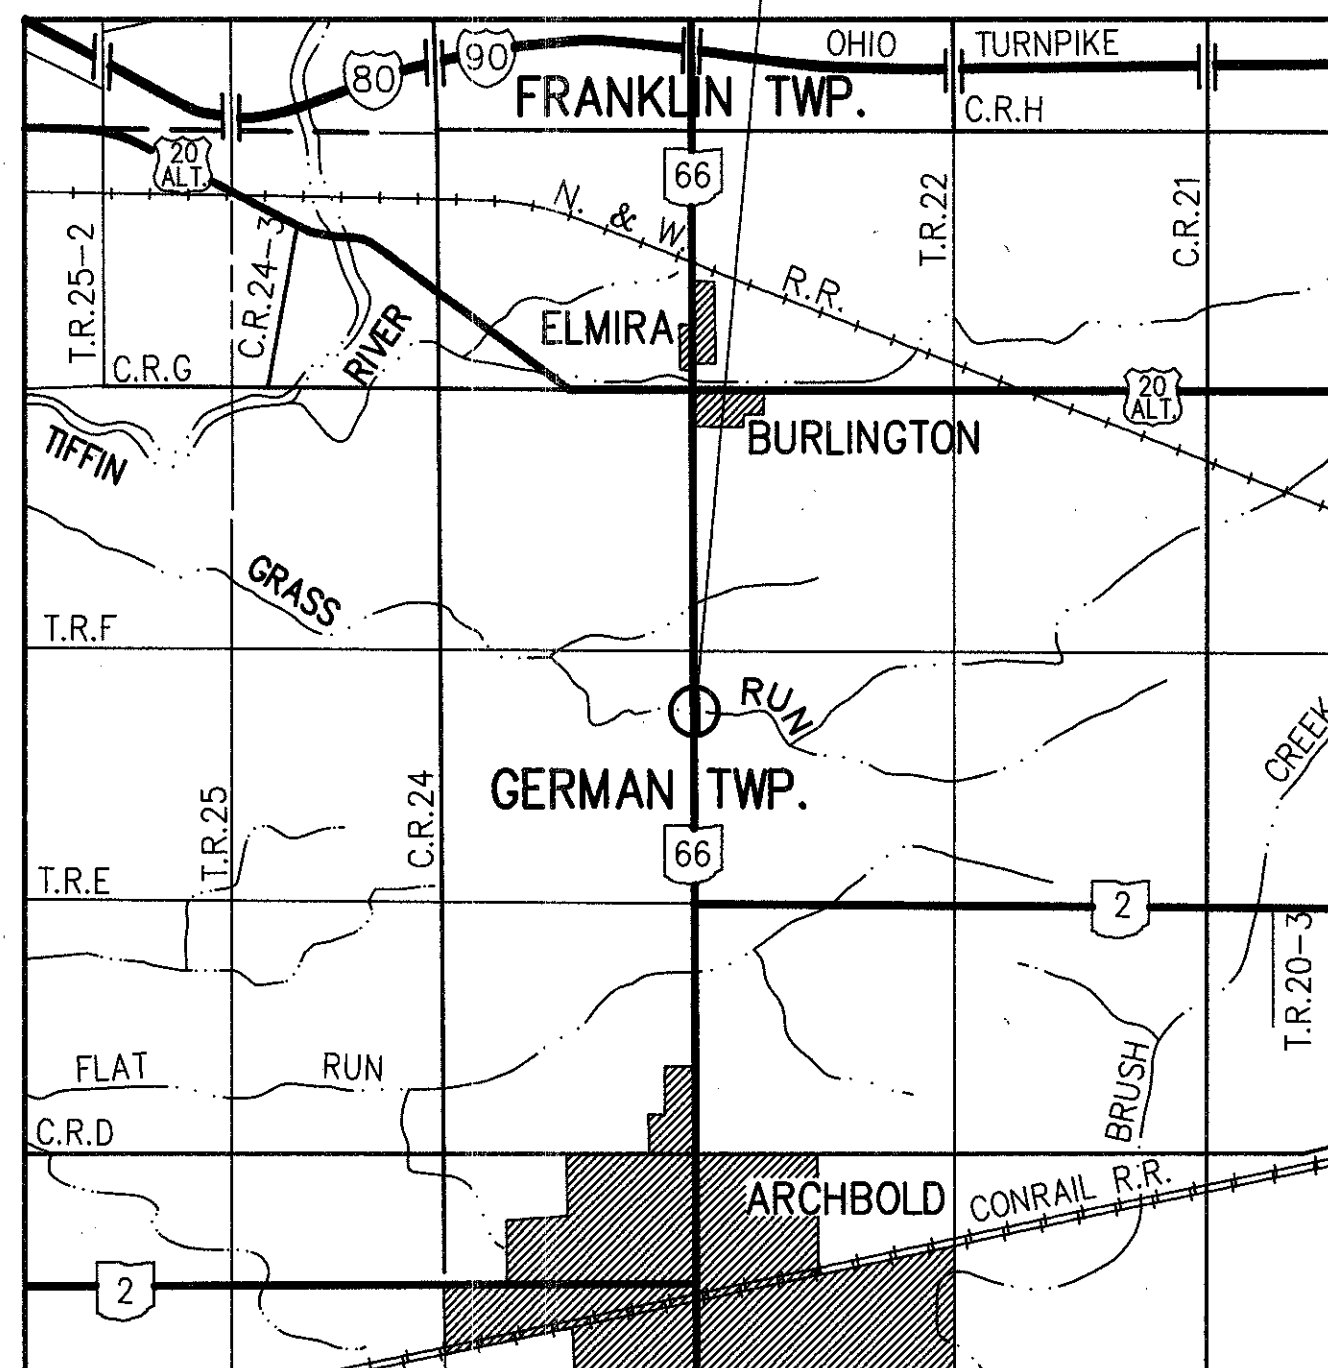 OHIO TURNPIKE
80
90
FRANKLIN TWP.
C.R.H
20
ALT.
66
N. & W. R.R.
T.R.22
C.R.21
T.R.25-2
C.R.24-3
ELMIRA
RIVER
C.R.G
20
ALT.
BURLINGTON
TIFFIN
GRASS
T.R.F
RUN
CREEK
GERMAN TWP.
T.R.25
C.R.24
66
T.R.E
2
T.R.20-3
FLAT RUN
BRUSH
C.R.D
ARCHBOLD
CONRAIL R.R.
2